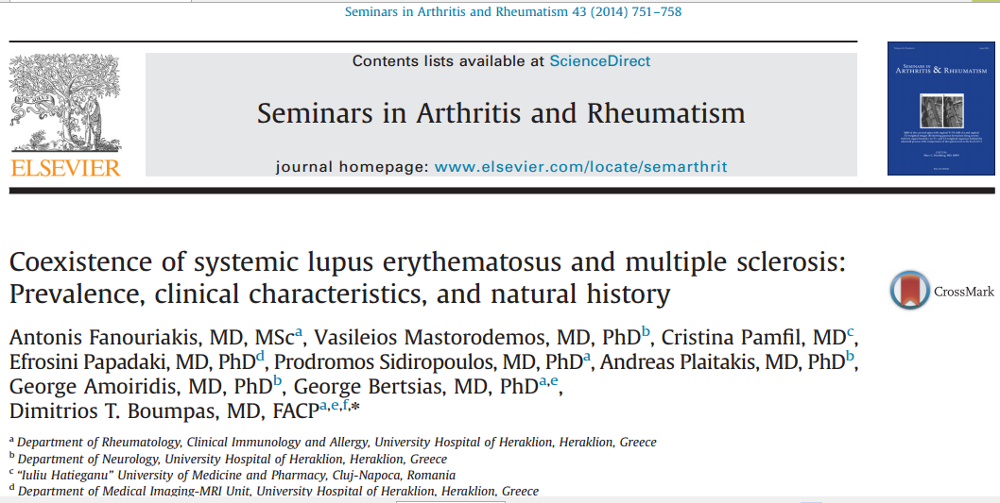 Seminars in Arthritis and Rheumatism 43 (2014) 751–758
Contents lists available at ScienceDirect
Seminars in Arthritis and Rheumatism
journal homepage: www.elsevier.com/locate/semarthrit
ELSEVIER
SEMINARS IN
ARTHRITIS & RHEUMATISM
Coexistence of systemic lupus erythematosus and multiple sclerosis:
Prevalence, clinical characteristics, and natural history
CrossMark
Antonis Fanouriakis, MD, MSc a, Vasileios Mastorodemos, MD, PhD b, Cristina Pamfil, MD c,
Efrosini Papadaki, MD, PhD d, Prodromos Sidiropoulos, MD, PhD a, Andreas Plaitakis, MD, PhD b,
George Amoiridis, MD, PhD b, George Bertsias, MD, PhD a,e,
Dimitrios T. Boumpas, MD, FACP a,e,f,*
a Department of Rheumatology, Clinical Immunology and Allergy, University Hospital of Heraklion, Heraklion, Greece
b Department of Neurology, University Hospital of Heraklion, Heraklion, Greece
c “Iuliu Hatieganu” University of Medicine and Pharmacy, Cluj-Napoca, Romania
d Department of Medical Imaging-MRI Unit, University Hospital of Heraklion, Heraklion, Greece